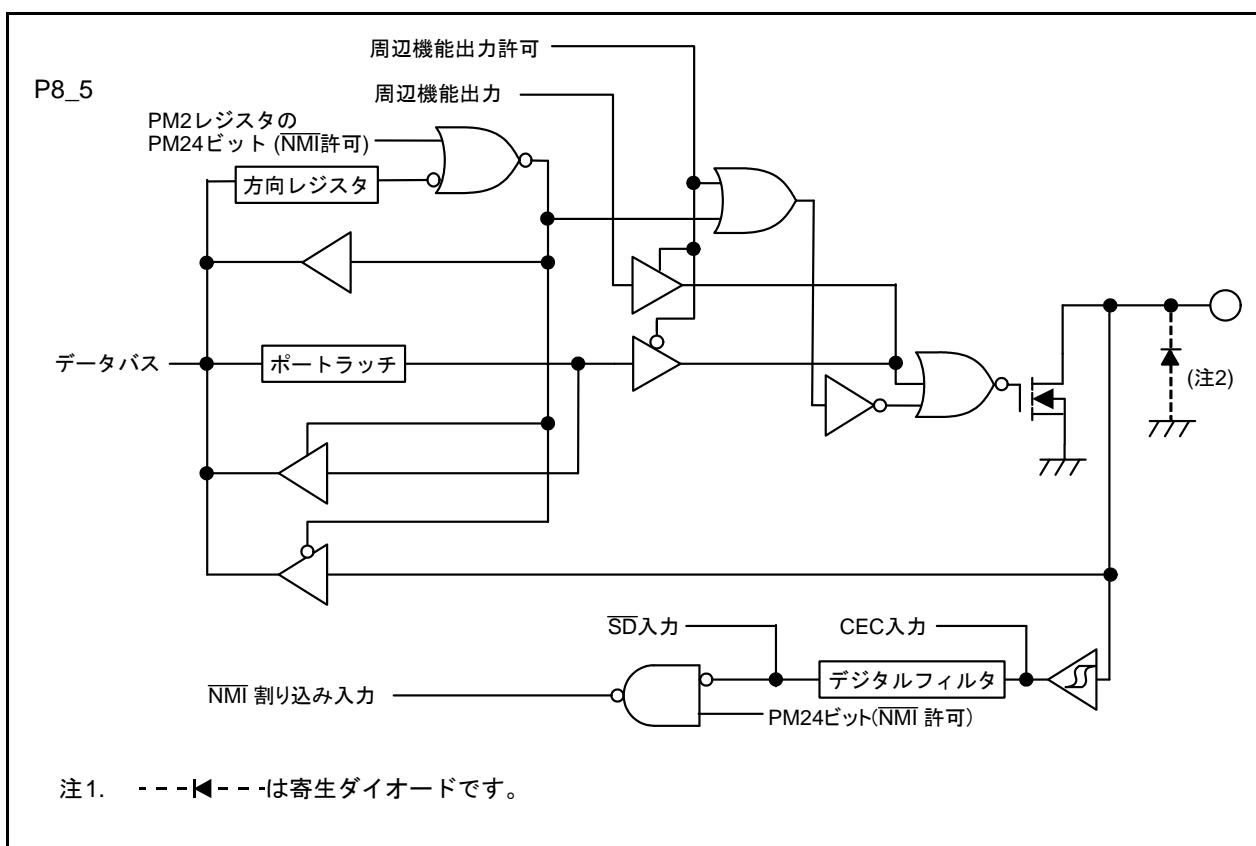 周辺機能出力許可
P8_5
周辺機能出力
PM2レジスタの
PM24ビット (NMI許可)
方向レジスタ
データバス
ポートラッチ
(注2)
SD入力
CEC入力
NMI 割り込み入力
デジタルフィルタ
PM24ビット(NMI 許可)
注1. は寄生ダイオードです。